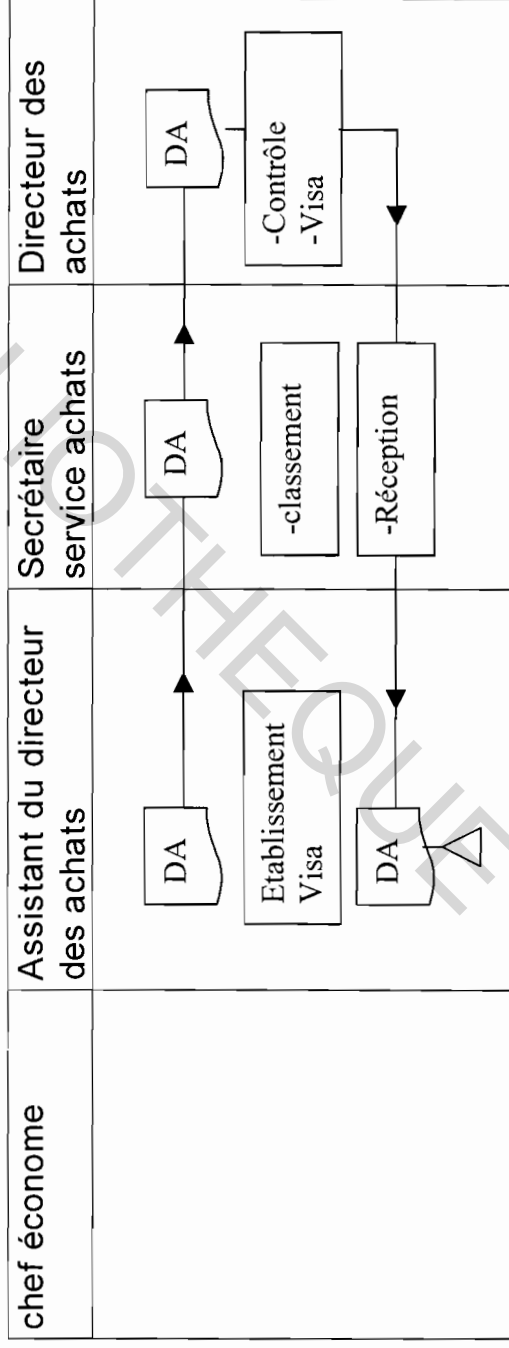 chef économe
Assistant du directeur
des achats
Secrétaire
service achats
Directeur des
achats
DA
DA
DA
Etablissement
Visa
-classement
-Contrôle
-Visa
DA
-Réception
LIOTHEQUE